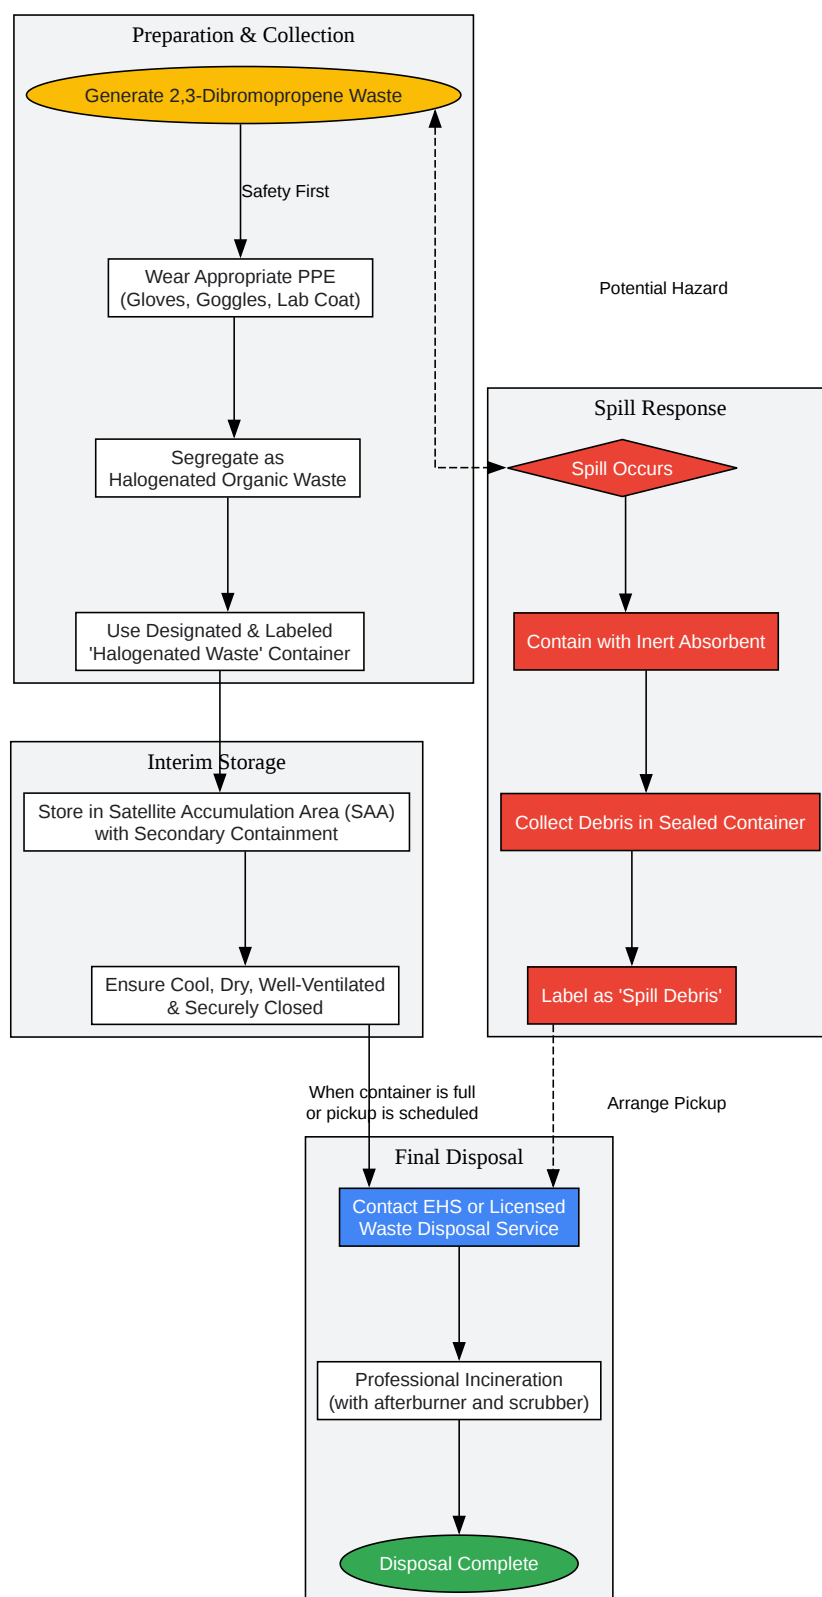 Preparation & Collection
Generate 2,3-Dibromopropene Waste
Safety First
Wear Appropriate PPE
(Gloves, Goggles, Lab Coat)
Segregate as
Halogenated Organic Waste
Use Designated & Labeled
'Halogenated Waste' Container
Potential Hazard
Spill Response
Spill Occurs
Contain with Inert Absorbent
Collect Debris in Sealed Container
Label as 'Spill Debris'
Interim Storage
Store in Satellite Accumulation Area (SAA)
with Secondary Containment
Ensure Cool, Dry, Well-Ventilated
& Securely Closed
When container is full
or pickup is scheduled
Arrange Pickup
Final Disposal
Contact EHS or Licensed
Waste Disposal Service
Professional Incineration
(with afterburner and scrubber)
Disposal Complete